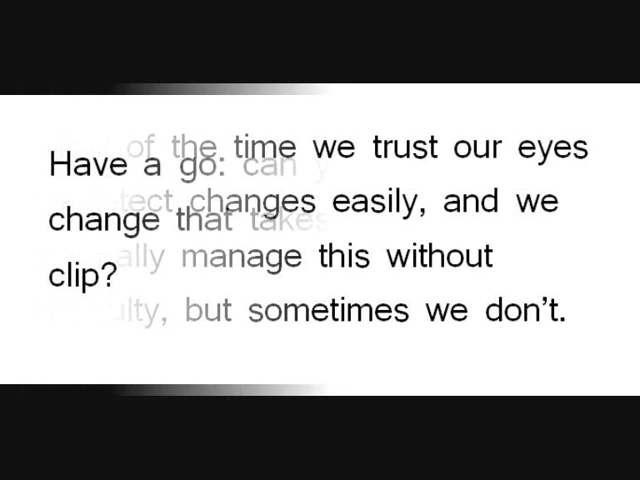 Have a go: can
change that takes
clip?
of the time we trust our eyes
changes easily, and we
manage this without
but sometimes we don't.